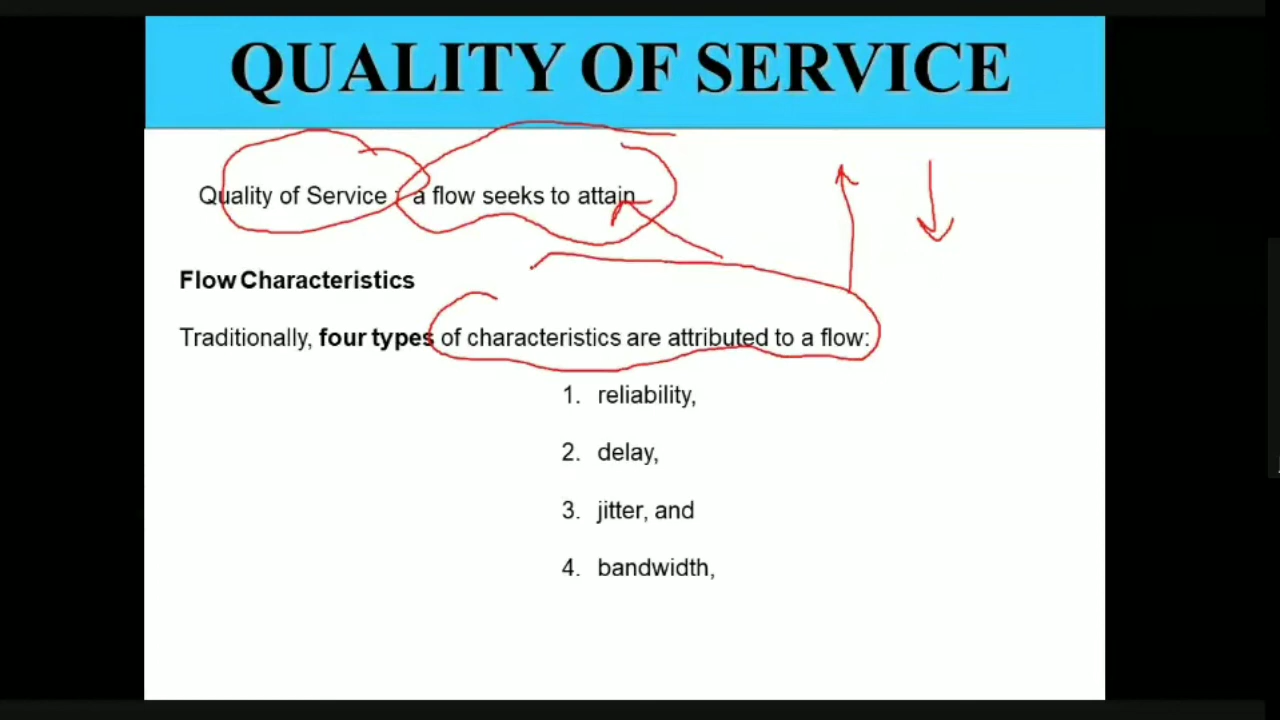 QUALITY OF SERVICE
Quality of Service : a flow seeks to attain
Flow Characteristics
Traditionally, four types of characteristics are attributed to a flow:
1. reliability,
2. delay,
3. jitter, and
4. bandwidth,